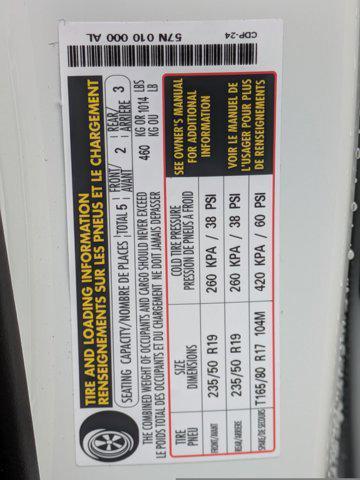 CDP-24
57N 010 000 AL
TIRE AND LOADING INFORMATION
RENSEIGNEMENTS SUR LES PNEUS ET LE CHARGEMENT
SEATING CAPACITY/NOMBRE DE PLACES TOTAL 5 FRONT/AVANT 2 REAR/ARRIÈRE 3
THE COMBINED WEIGHT OF OCCUPANTS AND CARGO SHOULD NEVER EXCEED 460 KG OR 1014 LBS
LE POIDS TOTAL DES OCCUPANTS ET DU CHARGEMENT NE DOIT JAMAIS DEPASSER KG OU LB
TIRE SIZE COLD TIRE PRESSURE SEE OWNER'S MANUAL
PNEU DIMENSIONS PRESSION DE PNEUS À FROID FOR ADDITIONAL
INFORMATION
FRONT/AVANT 235/50 R19 260 KPA / 38 PSI
REAR/ARRIERE 235/50 R19 260 KPA / 38 PSI VOIR LE MANUEL DE
L'USAGER POUR PLUS
DE RENSEIGNEMENTS
SPARE/DE SECOURS T165/80 R17 104M 420 KPA / 60 PSI